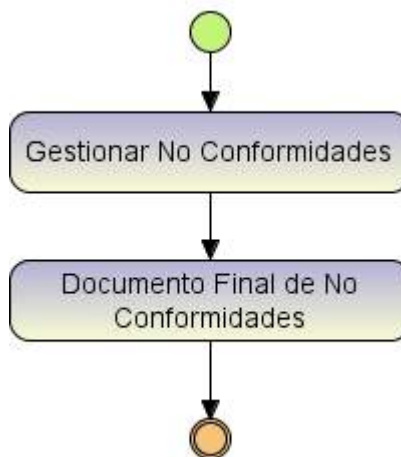 Gestionar No Conformidades
Documento Final de No
Conformidades